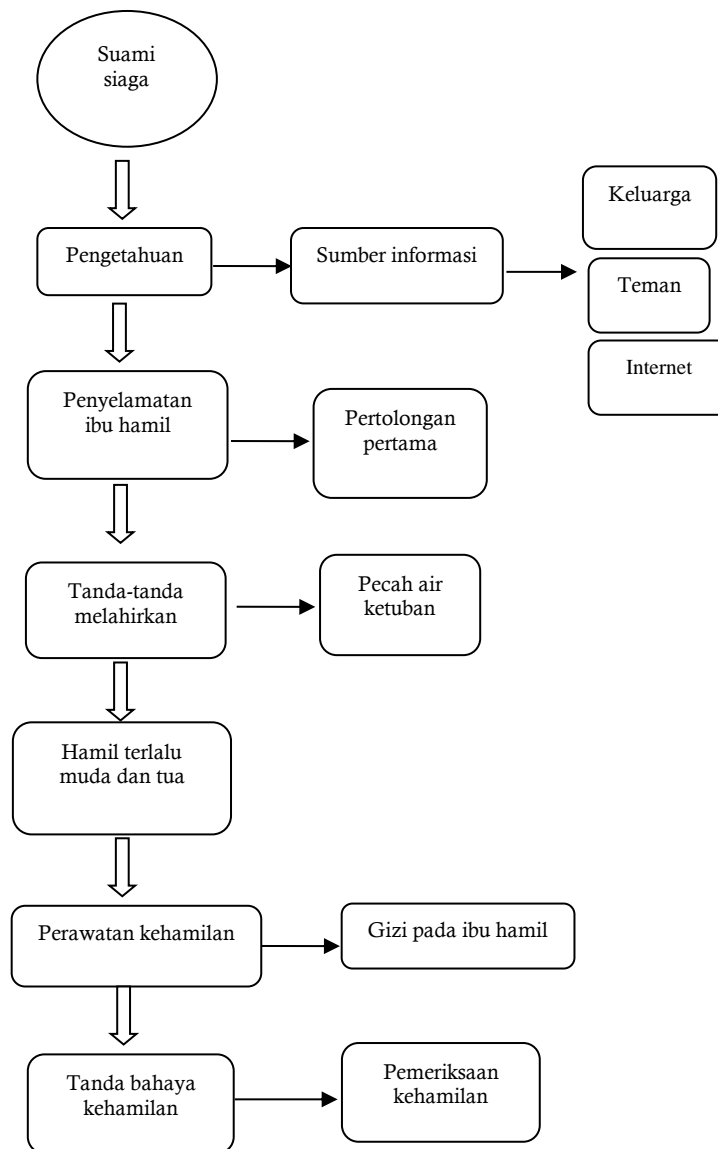 Suami
siaga
Pengetahuan
Sumber informasi
Keluarga
Teman
Internet
Penyelamatan
ibu hamil
Pertolongan
pertama
Tanda-tanda
melahirkan
Pecah air
ketuban
Hamil terlalu
muda dan tua
Perawatan kehamilan
Gizi pada ibu hamil
Tanda bahaya
kehamilan
Pemeriksaan
kehamilan